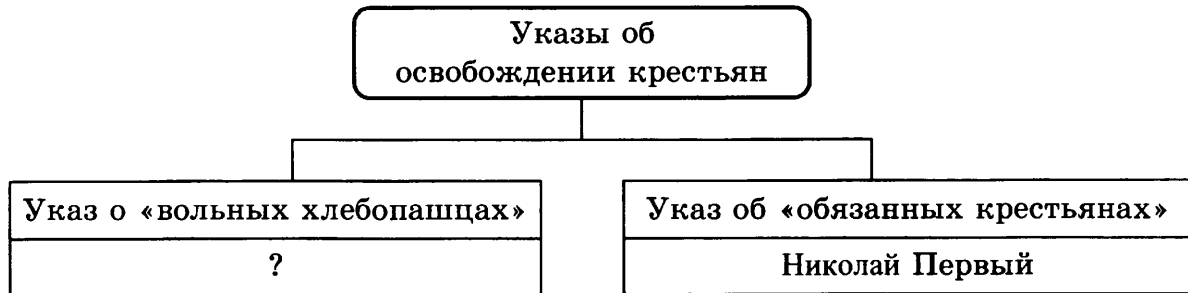 Указы об
освобождении крестьян
Указ о «вольных хлебопашцах»
Указ об «обязанных крестьянах»
?
Николай Первый